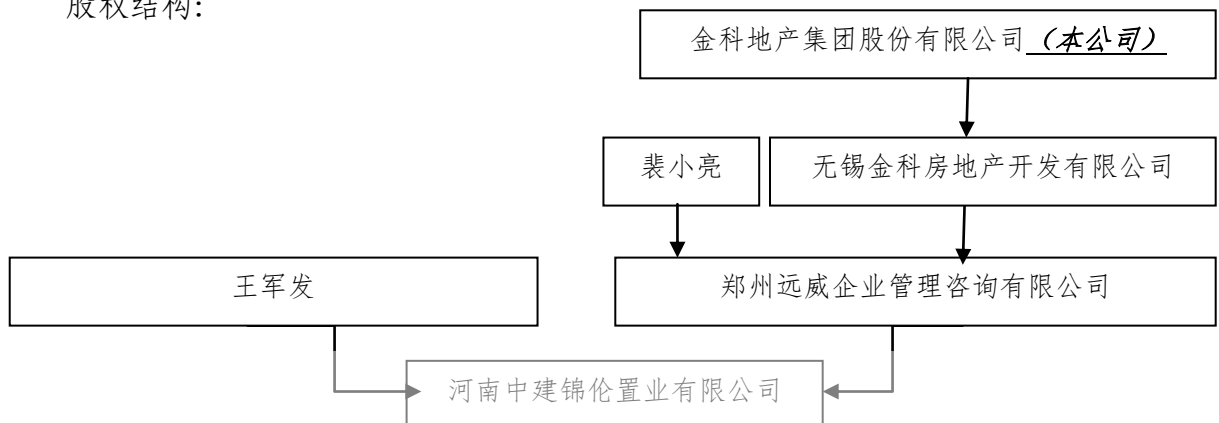 股权结构:
金科地产集团股份有限公司（本公司）
裴小亮
无锡金科房地产开发有限公司
王军发
郑州远威企业管理咨询有限公司
河南中建锦伦置业有限公司